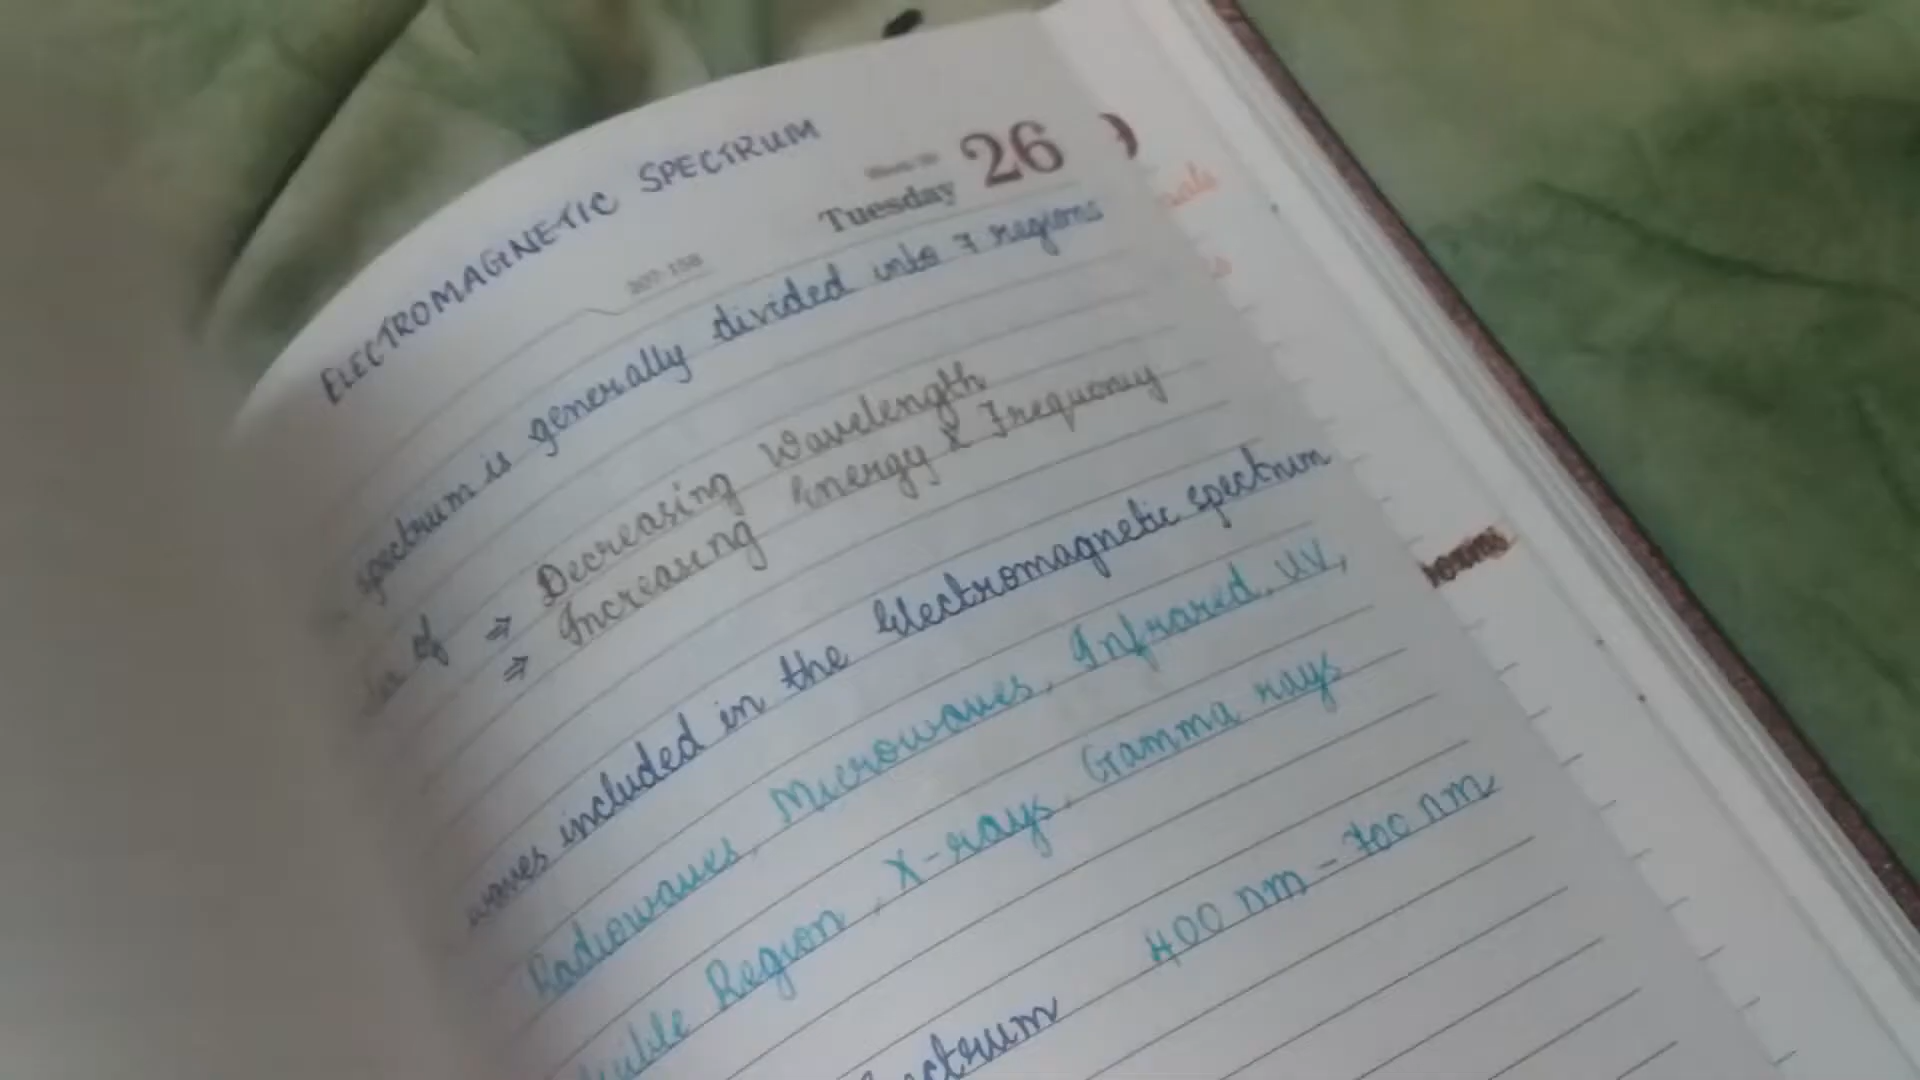 ELECTROMAGNETIC SPECTRUM
Tuesday 26
spectrum is generally divided into 7 regions
of ⇒ Decreasing Wavelength
⇒ Increasing Energy & Frequency
waves included in the Electromagnetic spectrum
Radiowaves, Microwaves, Infrared, UV,
Region, X-rays, Gamma rays
400 nm - 700 nm